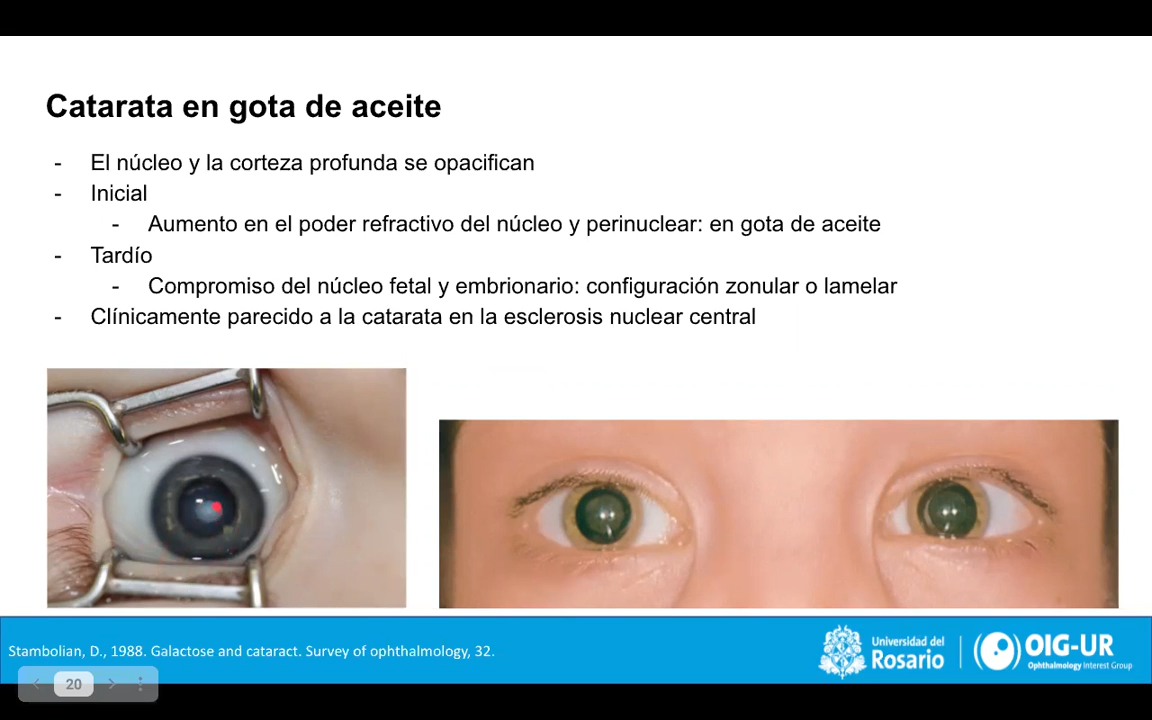 Catarata en gota de aceite
- El núcleo y la corteza profunda se opacifican
- Inicial
- Aumento en el poder refractivo del núcleo y perinuclear: en gota de aceite
- Tardío
- Compromiso del núcleo fetal y embrionario: configuración zonular o lamelar
- Clínicamente parecido a la catarata en la esclerosis nuclear central
Stambolian, D., 1988. Galactose and cataract. Survey of ophthalmology, 32.
Universidad del
Rosario
OIG-UR
Ophthalmology Interest Group
20